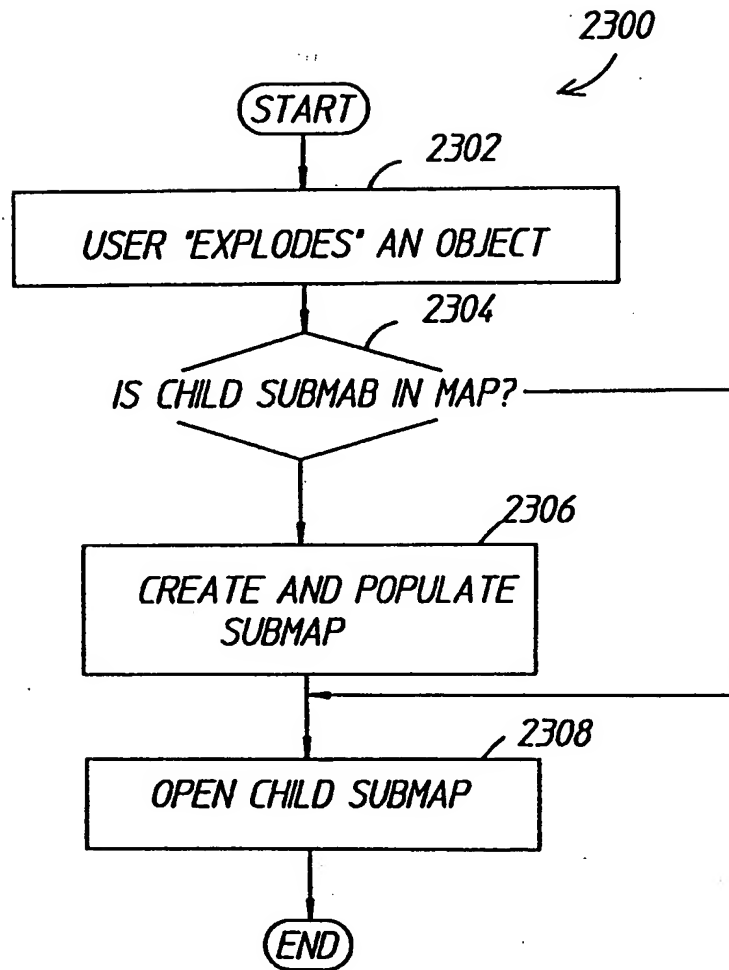 2300
START
2302
USER "EXPLODES" AN OBJECT
2304
IS CHILD SUBMAB IN MAP?
2306
CREATE AND POPULATE
SUBMAP
2308
OPEN CHILD SUBMAP
END